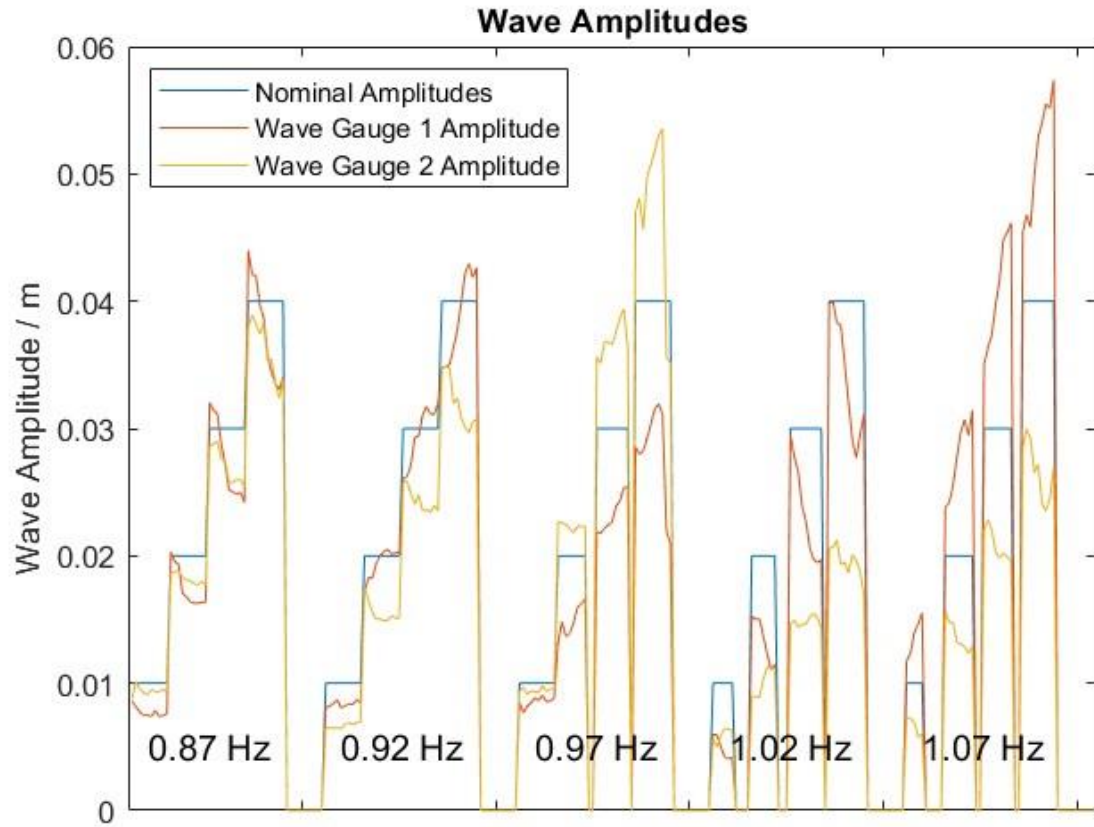 Wave Amplitudes
0.06
0.05
0.04
0.03
0.02
0.01
0
Wave Amplitude / m
Nominal Amplitudes
Wave Gauge 1 Amplitude
Wave Gauge 2 Amplitude
0.87 Hz
0.92 Hz
0.97 Hz
1.02 Hz
1.07 Hz